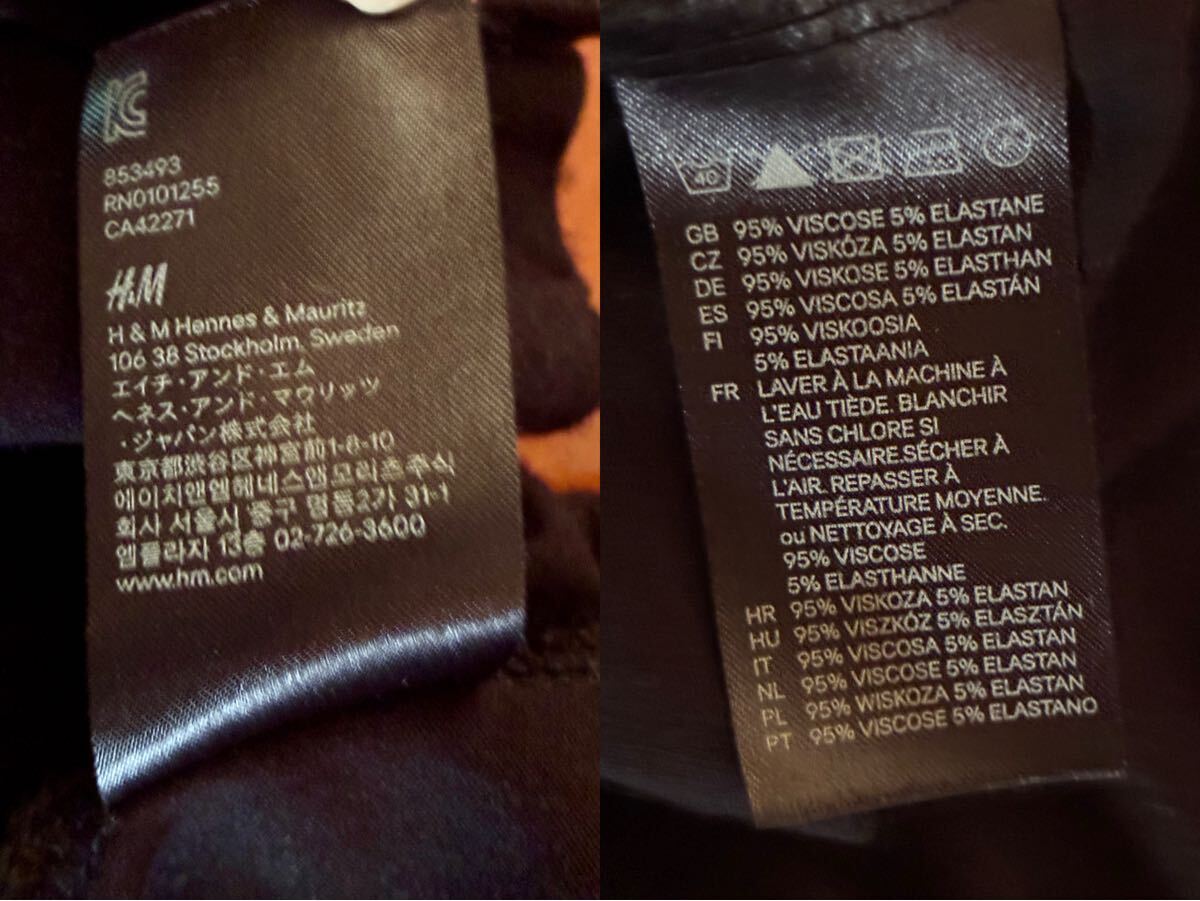 853493
RN0101255
CA42271
H&M
H & M Hennes & Mauritz
106 38 Stockholm, Sweden
エイチ・アンド・エム
ヘネス・アンド・マウリッツ
・ジャパン株式会社
東京都渋谷区神宮前1-8-10
에이치앤엠헤네스앤모리츠주식
회사 서울시 중구 명동2가 31-1
엠플라자 13층 02-726-3600
www.hm.com
40
GB 95% VISCOSE 5% ELASTANE
CZ 95% VISKÓZA 5% ELASTAN
DE 95% VISKOSE 5% ELASTHAN
ES 95% VISCOSA 5% ELASTÁN
FI 95% VISKOOSIA
5% ELASTAANIA
FR LAVER À LA MACHINE À
L'EAU TIÈDE. BLANCHIR
SANS CHLORE SI
NÉCESSAIRE.SÉCHER À
L'AIR. REPASSER À
TEMPÉRATURE MOYENNE.
ou NETTOYAGE À SEC.
95% VISCOSE
5% ELASTHANNE
HR 95% VISKOZA 5% ELASTAN
HU 95% VISZKÓZ 5% ELASZTÁN
IT 95% VISCOSA 5% ELASTAN
NL 95% VISCOSE 5% ELASTAN
PL 95% WISKOZA 5% ELASTAN
PT 95% VISCOSE 5% ELASTANO